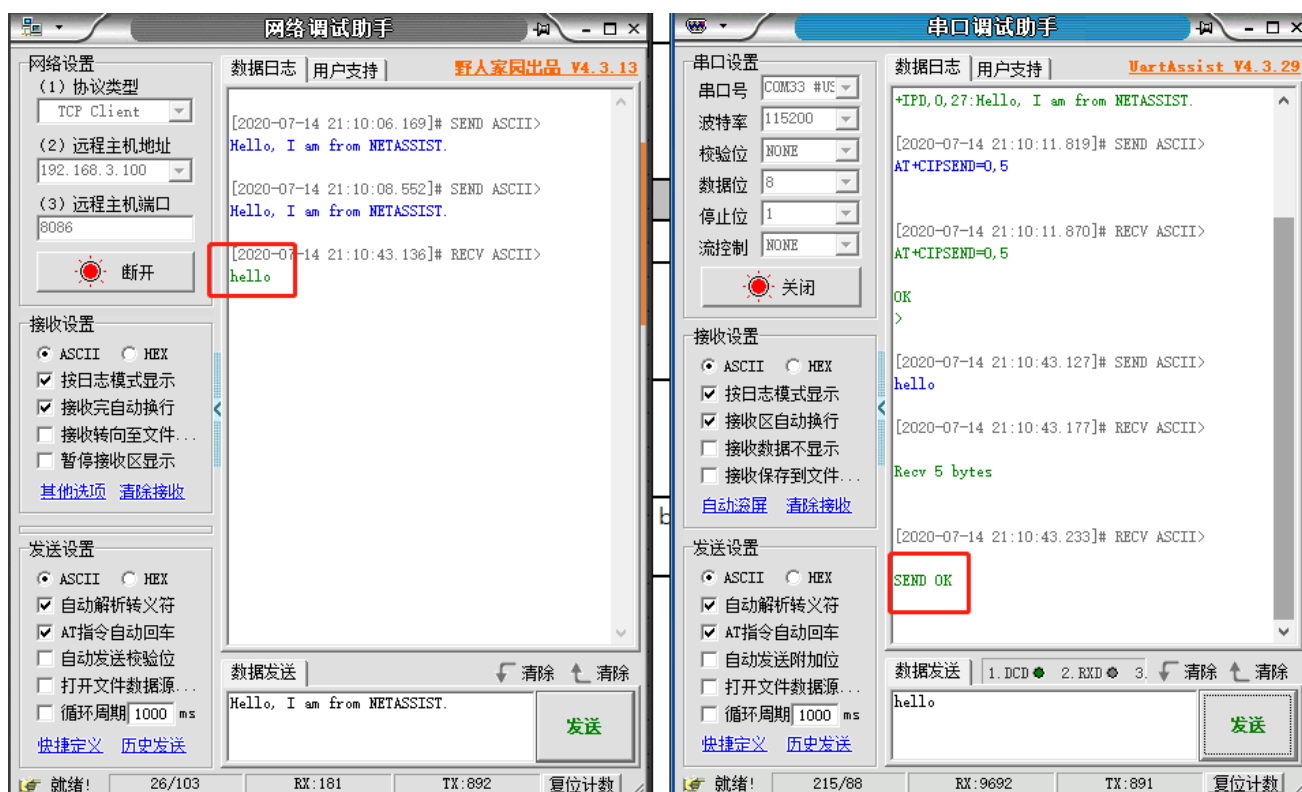 网络调试助手
网络设置
(1) 协议类型
TCP Client
(2) 远程主机地址
192.168.3.100
(3) 远程主机端口
8086
断开
接收设置
ASCII HEX
按日志模式显示
接收完自动换行
接收转向至文件...
暂停接收区显示
其他选项 清除接收
发送设置
ASCII HEX
自动解析转义符
AT指令自动回车
自动发送校验位
打开文件数据源...
循环周期 1000 ms
快捷定义 历史发送
数据日志 用户支持 野人家园出品 V4.3.13
[2020-07-14 21:10:06.169]# SEND ASCII>
Hello, I am from NETASSIST.
[2020-07-14 21:10:08.552]# SEND ASCII>
Hello, I am from NETASSIST.
[2020-07-14 21:10:43.136]# RECV ASCII>
hello
数据发送 清除 清除
Hello, I am from NETASSIST.
发送
就绪! 26/103 RX:181 TX:892 复位计数
b
串口调试助手
串口设置
串口号 COM33 #US
波特率 115200
校验位 NONE
数据位 8
停止位 1
流控制 NONE
关闭
接收设置
ASCII HEX
按日志模式显示
接收区自动换行
接收数据不显示
接收保存到文件...
自动滚屏 清除接收
发送设置
ASCII HEX
自动解析转义符
AT指令自动回车
自动发送附加位
打开文件数据源...
循环周期 1000 ms
快捷定义 历史发送
数据日志 用户支持 UartAssist V4.3.29
+IPD,0,27:Hello, I am from NETASSIST.
[2020-07-14 21:10:11.819]# SEND ASCII>
AT+CIPSEND=0,5
[2020-07-14 21:10:11.870]# RECV ASCII>
AT+CIPSEND=0,5
OK
>
[2020-07-14 21:10:43.127]# SEND ASCII>
hello
[2020-07-14 21:10:43.177]# RECV ASCII>
Recv 5 bytes
[2020-07-14 21:10:43.233]# RECV ASCII>
SEND OK
数据发送 1.DCD 2.RXD 3. 清除 清除
hello
发送
就绪! 215/88 RX:9692 TX:891 复位计数